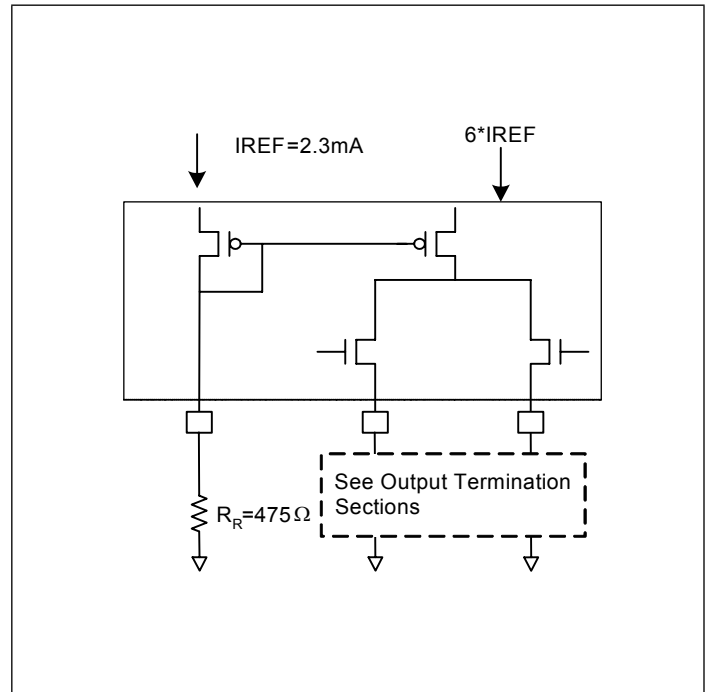 IREF=2.3mA
6*IREF
See Output Termination
Sections
R_R=475Ω